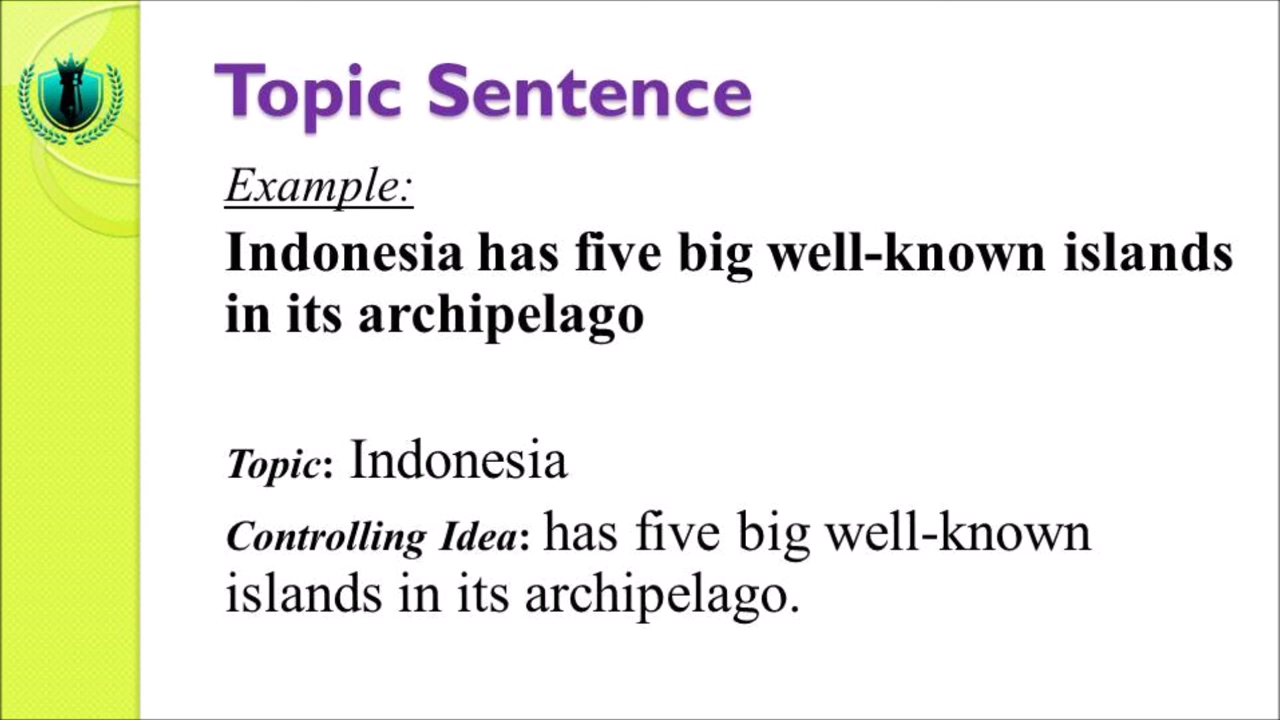 Topic Sentence
Example:
Indonesia has five big well-known islands
in its archipelago
Topic: Indonesia
Controlling Idea: has five big well-known
islands in its archipelago.